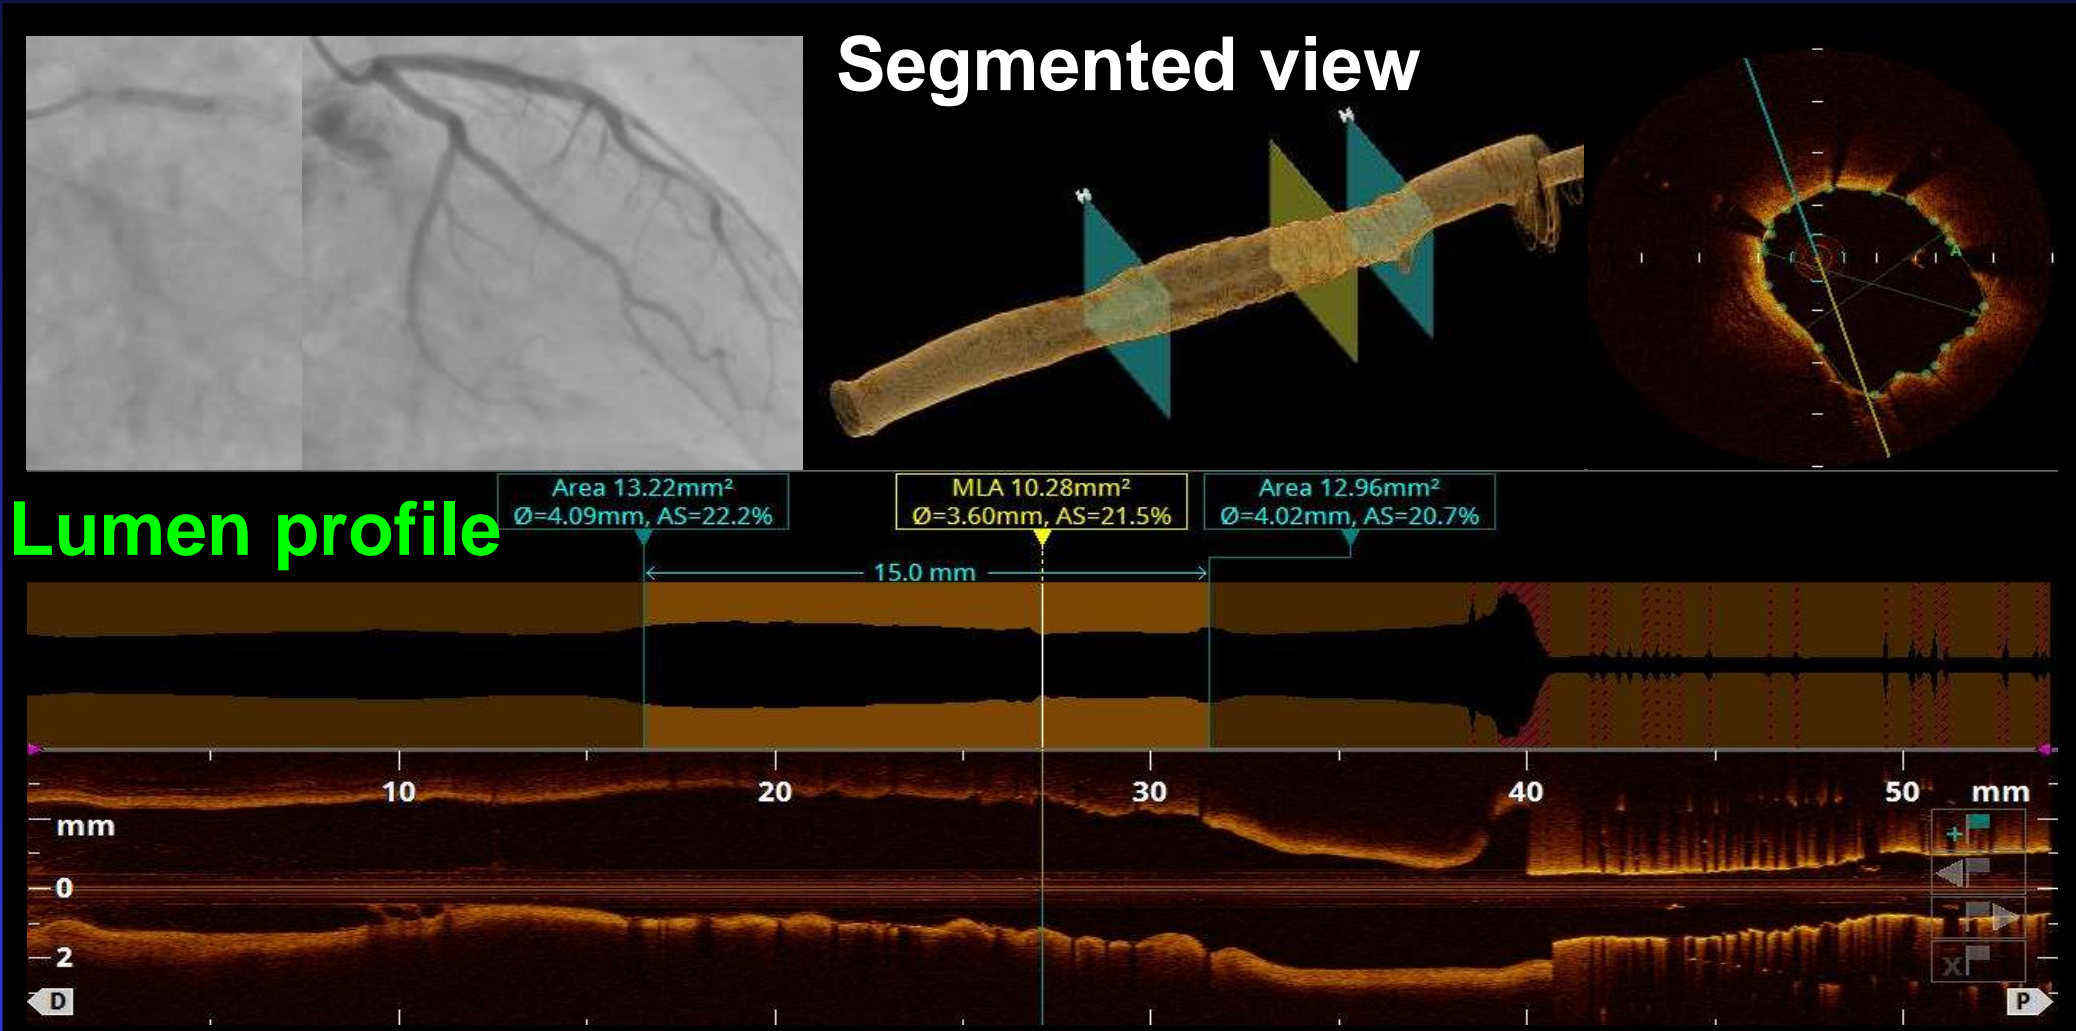 Segmented view
A
Area 13.22mm²
Ø=4.09mm, AS=22.2%
MLA 10.28mm²
Ø=3.60mm, AS=21.5%
Area 12.96mm²
Ø=4.02mm, AS=20.7%
Lumen profile
15.0 mm
10
20
30
40
50
mm
mm
0
2
+
x
D
P